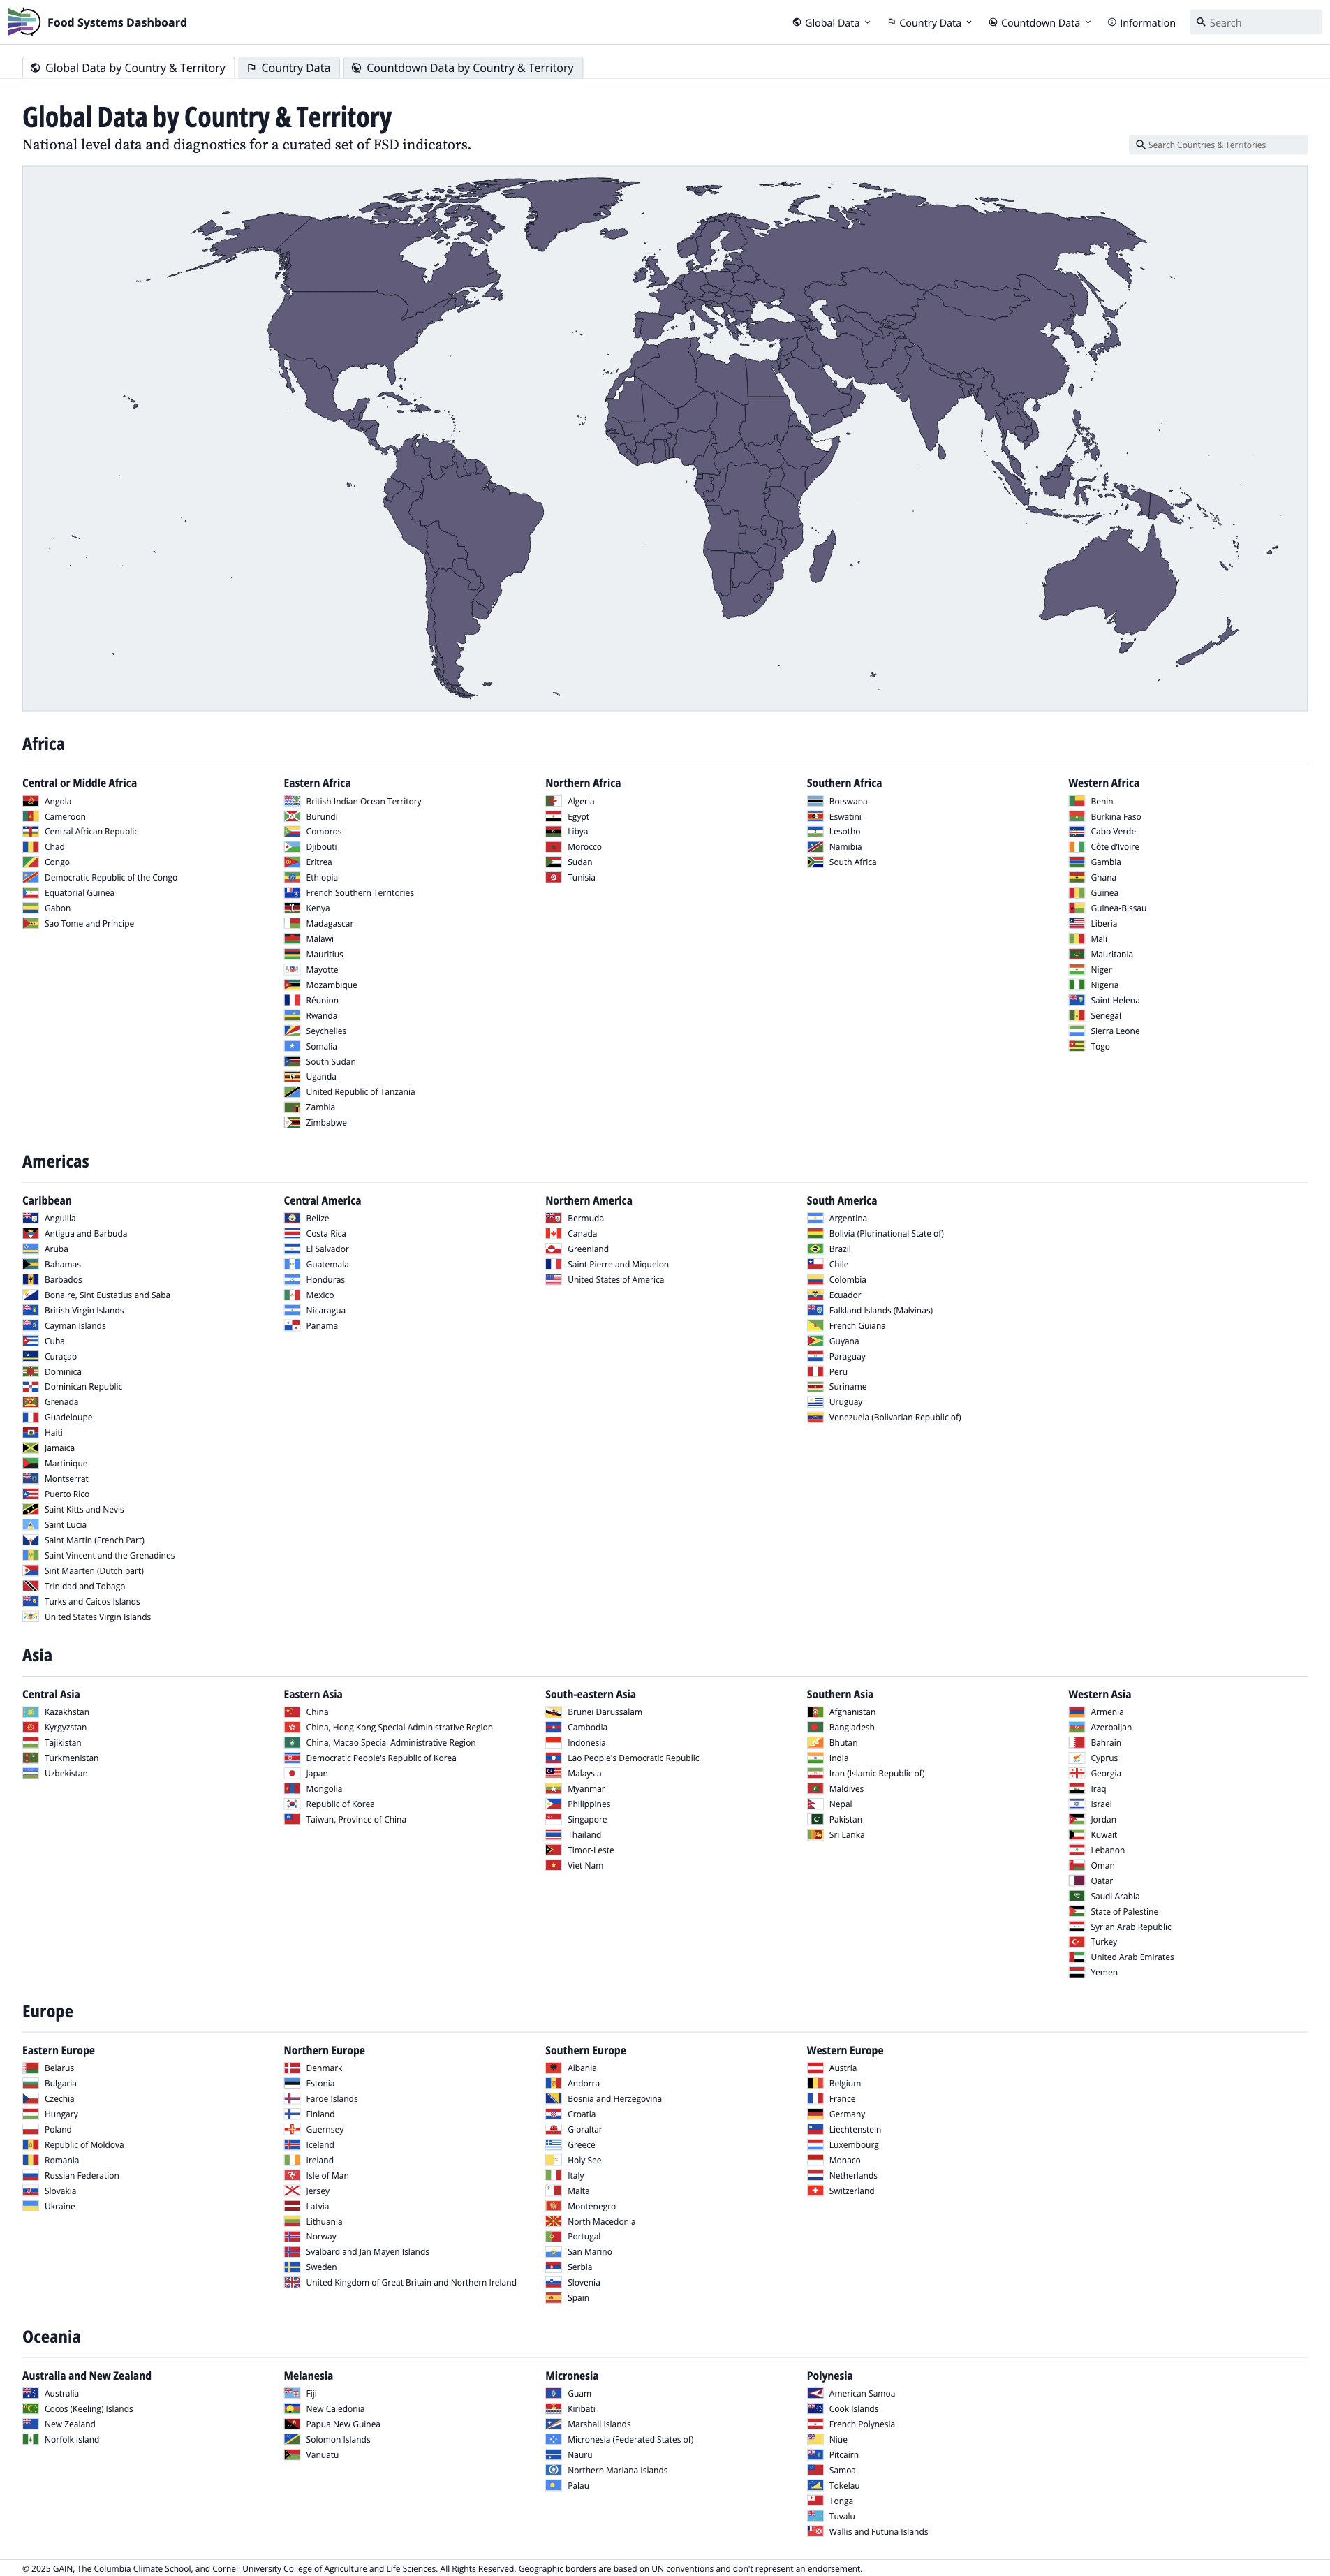 Food Systems Dashboard
Global Data
Country Data
Countdown Data
Information
Search
Global Data by Country & Territory
Country Data
Countdown Data by Country & Territory
Global Data by Country & Territory
National level data and diagnostics for a curated set of FSD indicators.
Search Countries & Territories
Africa
Central or Middle Africa
Angola
Cameroon
Central African Republic
Chad
Congo
Democratic Republic of the Congo
Equatorial Guinea
Gabon
Sao Tome and Principe
Eastern Africa
British Indian Ocean Territory
Burundi
Comoros
Djibouti
Eritrea
Ethiopia
French Southern Territories
Kenya
Madagascar
Malawi
Mauritius
Mayotte
Mozambique
Réunion
Rwanda
Seychelles
Somalia
South Sudan
Uganda
United Republic of Tanzania
Zambia
Zimbabwe
Northern Africa
Algeria
Egypt
Libya
Morocco
Sudan
Tunisia
Southern Africa
Botswana
Eswatini
Lesotho
Namibia
South Africa
Western Africa
Benin
Burkina Faso
Cabo Verde
Côte d'Ivoire
Gambia
Ghana
Guinea
Guinea-Bissau
Liberia
Mali
Mauritania
Niger
Nigeria
Saint Helena
Senegal
Sierra Leone
Togo
Americas
Caribbean
Anguilla
Antigua and Barbuda
Aruba
Bahamas
Barbados
Bonaire, Sint Eustatius and Saba
British Virgin Islands
Cayman Islands
Cuba
Curaçao
Dominica
Dominican Republic
Grenada
Guadeloupe
Haiti
Jamaica
Martinique
Montserrat
Puerto Rico
Saint Kitts and Nevis
Saint Lucia
Saint Martin (French Part)
Saint Vincent and the Grenadines
Sint Maarten (Dutch part)
Trinidad and Tobago
Turks and Caicos Islands
United States Virgin Islands
Central America
Belize
Costa Rica
El Salvador
Guatemala
Honduras
Mexico
Nicaragua
Panama
Northern America
Bermuda
Canada
Greenland
Saint Pierre and Miquelon
United States of America
South America
Argentina
Bolivia (Plurinational State of)
Brazil
Chile
Colombia
Ecuador
Falkland Islands (Malvinas)
French Guiana
Guyana
Paraguay
Peru
Suriname
Uruguay
Venezuela (Bolivarian Republic of)
Asia
Central Asia
Kazakhstan
Kyrgyzstan
Tajikistan
Turkmenistan
Uzbekistan
Eastern Asia
China
China, Hong Kong Special Administrative Region
China, Macao Special Administrative Region
Democratic People's Republic of Korea
Japan
Mongolia
Republic of Korea
Taiwan, Province of China
South-eastern Asia
Brunei Darussalam
Cambodia
Indonesia
Lao People's Democratic Republic
Malaysia
Myanmar
Philippines
Singapore
Thailand
Timor-Leste
Viet Nam
Southern Asia
Afghanistan
Bangladesh
Bhutan
India
Iran (Islamic Republic of)
Maldives
Nepal
Pakistan
Sri Lanka
Western Asia
Armenia
Azerbaijan
Bahrain
Cyprus
Georgia
Iraq
Israel
Jordan
Kuwait
Lebanon
Oman
Qatar
Saudi Arabia
State of Palestine
Syrian Arab Republic
Turkey
United Arab Emirates
Yemen
Europe
Eastern Europe
Belarus
Bulgaria
Czechia
Hungary
Poland
Republic of Moldova
Romania
Russian Federation
Slovakia
Ukraine
Northern Europe
Denmark
Estonia
Faroe Islands
Finland
Guernsey
Iceland
Ireland
Isle of Man
Jersey
Latvia
Lithuania
Norway
Svalbard and Jan Mayen Islands
Sweden
United Kingdom of Great Britain and Northern Ireland
Southern Europe
Albania
Andorra
Bosnia and Herzegovina
Croatia
Gibraltar
Greece
Holy See
Italy
Malta
Montenegro
North Macedonia
Portugal
San Marino
Serbia
Slovenia
Spain
Western Europe
Austria
Belgium
France
Germany
Liechtenstein
Luxembourg
Monaco
Netherlands
Switzerland
Oceania
Australia and New Zealand
Australia
Cocos (Keeling) Islands
New Zealand
Norfolk Island
Melanesia
Fiji
New Caledonia
Papua New Guinea
Solomon Islands
Vanuatu
Micronesia
Guam
Kiribati
Marshall Islands
Micronesia (Federated States of)
Nauru
Northern Mariana Islands
Palau
Polynesia
American Samoa
Cook Islands
French Polynesia
Niue
Pitcairn
Samoa
Tokelau
Tonga
Tuvalu
Wallis and Futuna Islands
© 2025 GAIN, The Columbia Climate School, and Cornell University College of Agriculture and Life Sciences. All Rights Reserved. Geographic borders are based on UN conventions and don't represent an endorsement.